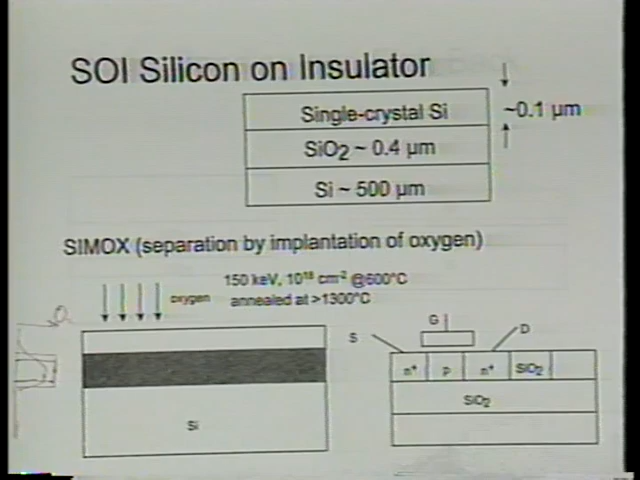 SOI Silicon on Insulator
Single-crystal Si
~0.1 µm
SiO2 ~ 0.4 µm
Si ~ 500 µm
SIMOX (separation by implantation of oxygen)
150 keV, 10¹⁸ cm⁻² @600°C
oxygen
annealed at >1300°C
G
S
D
n⁺
p
n⁺
SiO2
SiO2
Si